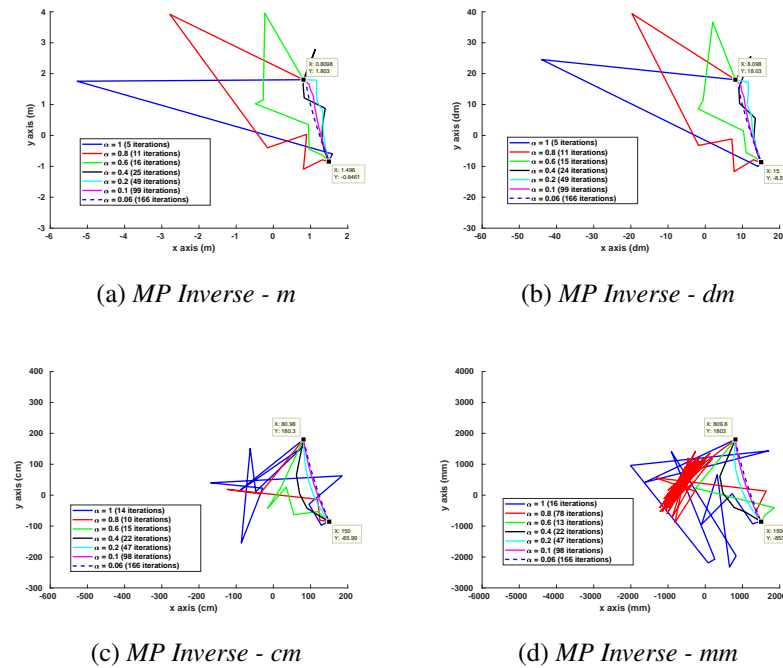 4
3
2
1
0
-1
-2
-3
y axis (m)
X: 0.8098
Y: 1.803
α = 1 (5 iterations)
α = 0.8 (11 iterations)
α = 0.6 (16 iterations)
α = 0.4 (25 iterations)
α = 0.2 (49 iterations)
α = 0.1 (99 iterations)
α = 0.06 (166 iterations)
X: 1.496
Y: -0.8461
-6 -5 -4 -3 -2 -1 0 1 2
x axis (m)
(a) MP Inverse - m
40
30
20
10
0
-10
-20
-30
y axis (dm)
X: 8.098
Y: 18.03
α = 1 (5 iterations)
α = 0.8 (11 iterations)
α = 0.6 (15 iterations)
α = 0.4 (24 iterations)
α = 0.2 (49 iterations)
α = 0.1 (99 iterations)
α = 0.06 (166 iterations)
X: 15
Y: -8.5
-60 -50 -40 -30 -20 -10 0 10 20
x axis (dm)
(b) MP Inverse - dm
400
300
200
100
0
-100
-200
-300
y axis (cm)
X: 80.98
Y: 180.3
α = 1 (14 iterations)
α = 0.8 (10 iterations)
α = 0.6 (15 iterations)
α = 0.4 (22 iterations)
α = 0.2 (47 iterations)
α = 0.1 (98 iterations)
α = 0.06 (166 iterations)
X: 150
Y: -85.99
-600 -500 -400 -300 -200 -100 0 100 200
x axis (cm)
(c) MP Inverse - cm
4000
3000
2000
1000
0
-1000
-2000
-3000
y axis (mm)
X: 809.8
Y: 1803
α = 1 (16 iterations)
α = 0.8 (78 iterations)
α = 0.6 (13 iterations)
α = 0.4 (22 iterations)
α = 0.2 (47 iterations)
α = 0.1 (98 iterations)
α = 0.06 (166 iterations)
X: 150
Y: -859
-6000 -5000 -4000 -3000 -2000 -1000 0 1000 2000
x axis (mm)
(d) MP Inverse - mm